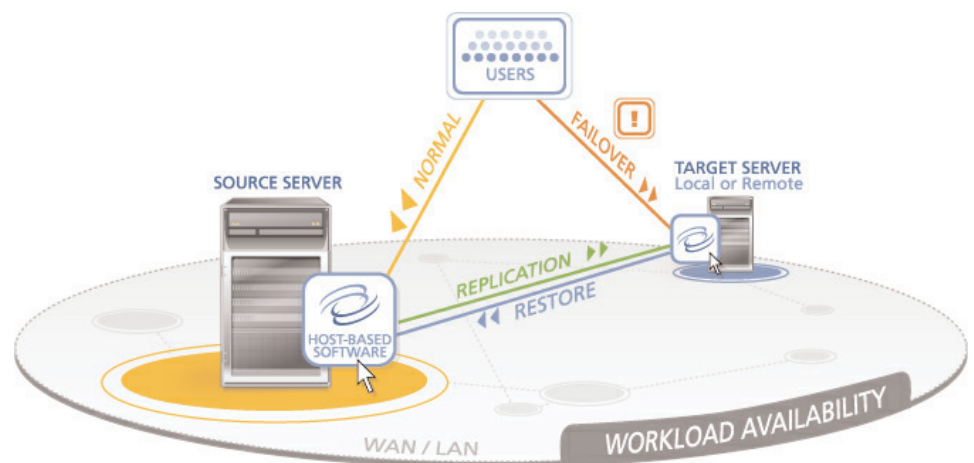 USERS
NORMAL
FAILOVER
!
SOURCE SERVER
TARGET SERVER
Local or Remote
REPLICATION
RESTORE
HOST-BASED
SOFTWARE
WAN / LAN
WORKLOAD AVAILABILITY